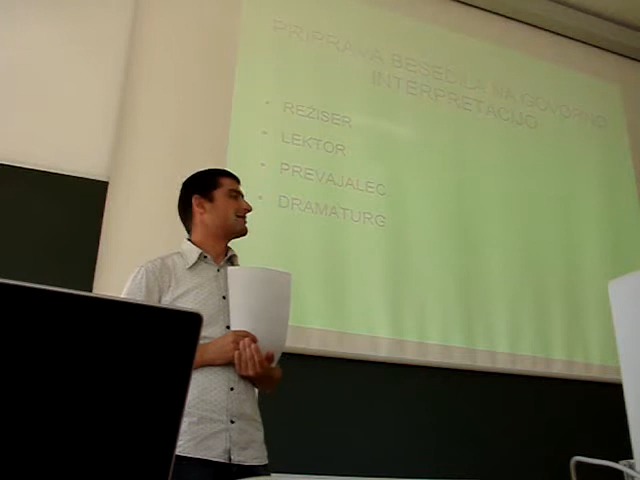 PRIPRAVA BESEDILA NA GOVORNO
INTERPRETACIJO
• REŽISER
• LEKTOR
• PREVAJALEC
• DRAMATURG